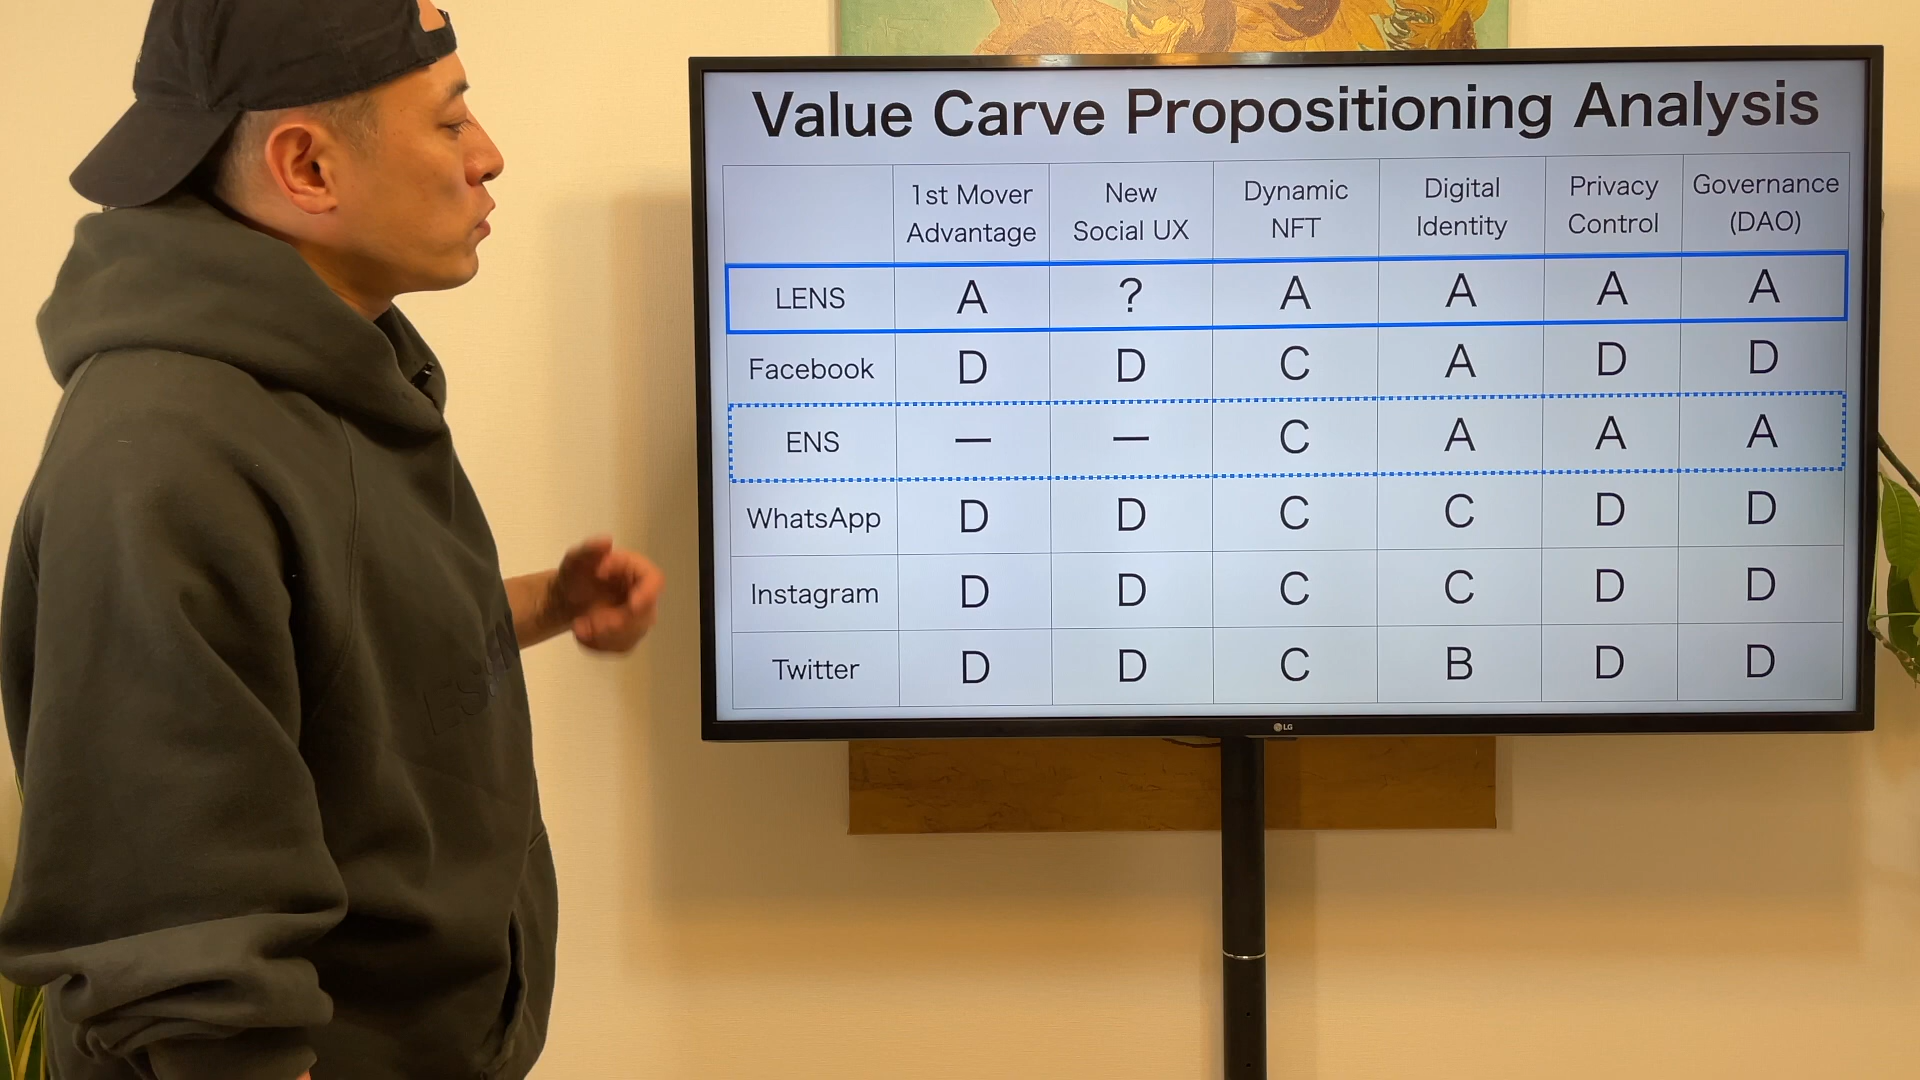 Value Carve Propositioning Analysis
1st Mover Advantage
New Social UX
Dynamic NFT
Digital Identity
Privacy Control
Governance (DAO)
LENS A ? A A A A
Facebook D D C A D D
ENS — — C A A A
WhatsApp D D C C D D
Instagram D D C C D D
Twitter D D C B D D
LG